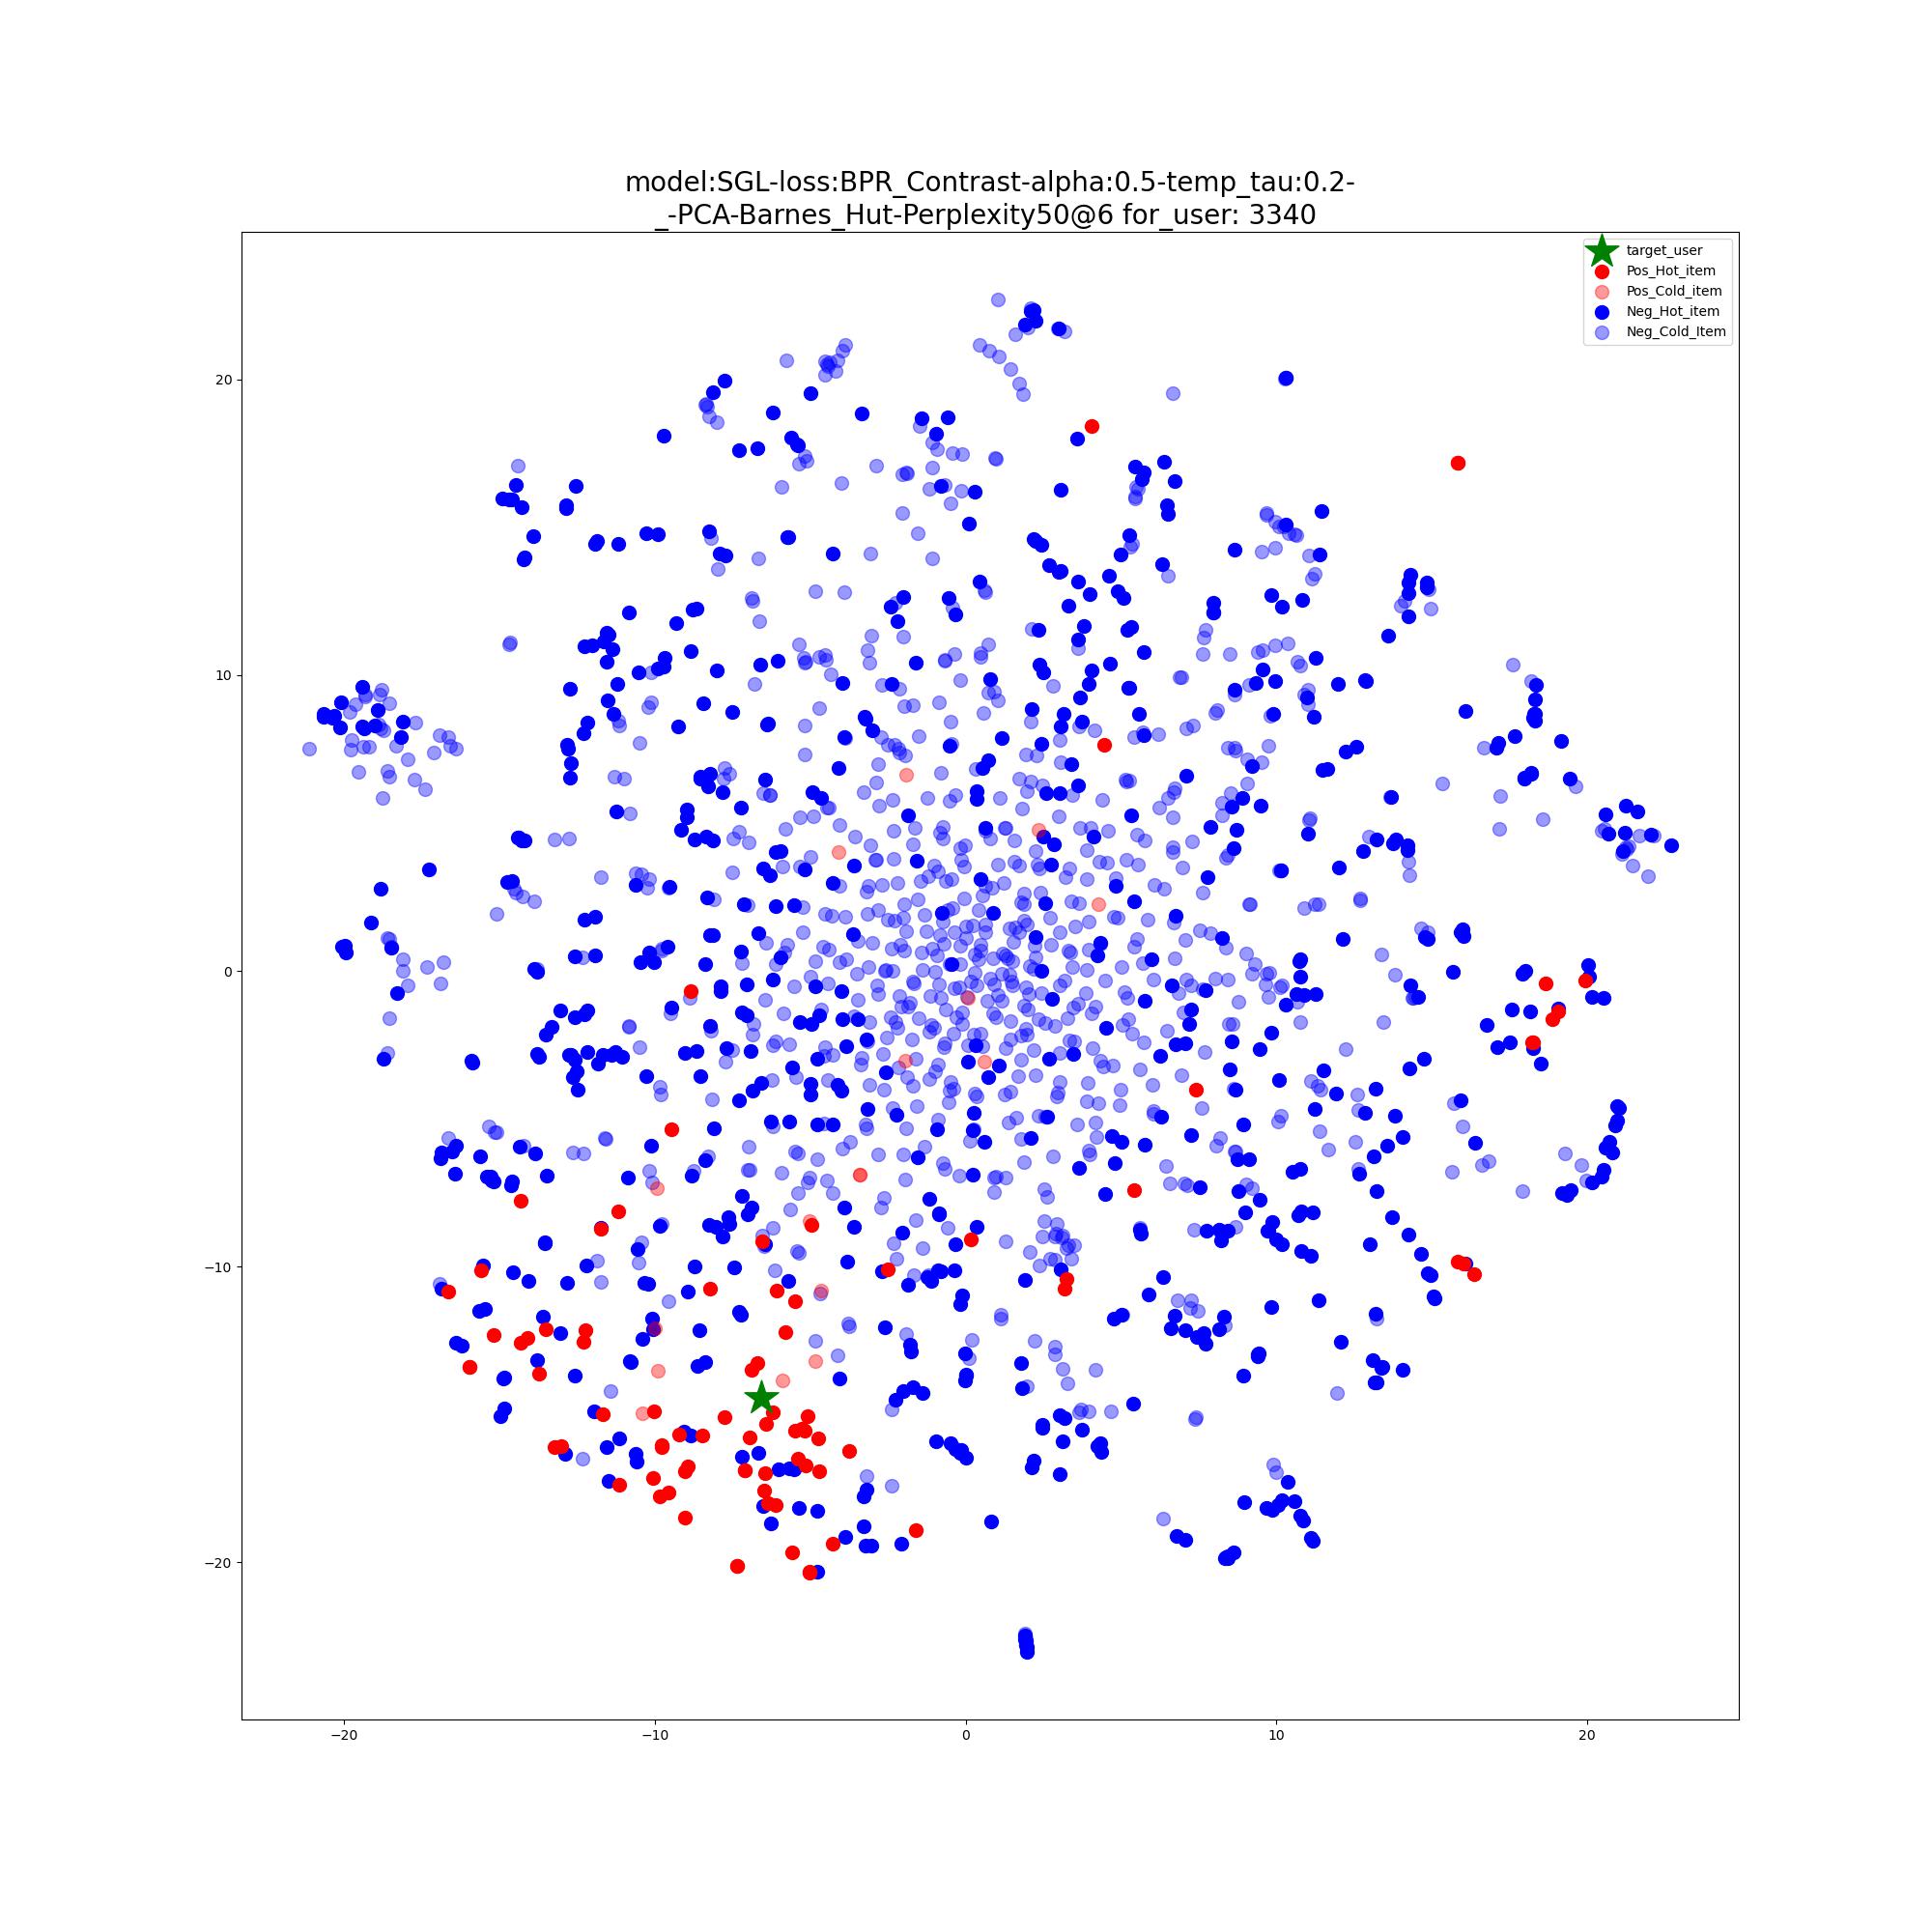 model:SGL-loss:BPR_Contrast-alpha:0.5-temp_tau:0.2-
_-PCA-Barnes_Hut-Perplexity50@6 for_user: 3340
target_user
Pos_Hot_item
Pos_Cold_item
Neg_Hot_item
Neg_Cold_Item
20
10
0
−10
−20
−20 −10 0 10 20